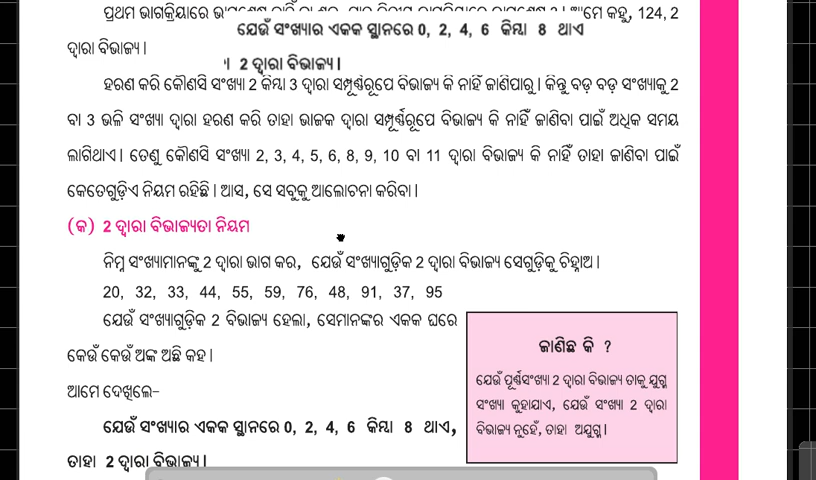 ପ୍ରଥମ ଭାଗକ୍ରିୟାରେ ଆମେ କହୁ, 124, 2
ଯେଉଁ ସଂଖ୍ୟାର ଏକକ ସ୍ଥାନରେ 0, 2, 4, 6 କିମ୍ବା 8 ଥାଏ
ଦ୍ୱାରା ବିଭାଜ୍ୟ।
2 ଦ୍ୱାରା ବିଭାଜ୍ୟ।
ହରଣ କରି କୌଣସି ସଂଖ୍ୟା 2 କିମ୍ବା 3 ଦ୍ୱାରା ସମ୍ପୂର୍ଣ୍ଣରୂପେ ବିଭାଜ୍ୟ କି ନାହିଁ ଜାଣିପାରୁ। କିନ୍ତୁ ବଡ଼ ବଡ଼ ସଂଖ୍ୟାକୁ 2
ବା 3 ଭଳି ସଂଖ୍ୟା ଦ୍ୱାରା ହରଣ କରି ତାହା ଭାଜକ ଦ୍ୱାରା ସମ୍ପୂର୍ଣ୍ଣରୂପେ ବିଭାଜ୍ୟ କି ନାହିଁ ଜାଣିବା ପାଇଁ ଅଧିକ ସମୟ
ଲାଗିଥାଏ। ତେଣୁ କୌଣସି ସଂଖ୍ୟା 2, 3, 4, 5, 6, 8, 9, 10 ବା 11 ଦ୍ୱାରା ବିଭାଜ୍ୟ କି ନାହିଁ ତାହା ଜାଣିବା ପାଇଁ
କେତେଗୁଡ଼ିଏ ନିୟମ ରହିଛି। ଆସ, ସେ ସବୁକୁ ଆଲୋଚନା କରିବା।
(କ) 2 ଦ୍ୱାରା ବିଭାଜ୍ୟତା ନିୟମ
ନିମ୍ନ ସଂଖ୍ୟାମାନଙ୍କୁ 2 ଦ୍ୱାରା ଭାଗ କର, ଯେଉଁ ସଂଖ୍ୟାଗୁଡ଼ିକ 2 ଦ୍ୱାରା ବିଭାଜ୍ୟ ସେଗୁଡ଼ିକୁ ଚିହ୍ନାଅ।
20, 32, 33, 44, 55, 59, 76, 48, 91, 37, 95
ଯେଉଁ ସଂଖ୍ୟାଗୁଡ଼ିକ 2 ବିଭାଜ୍ୟ ହେଲା, ସେମାନଙ୍କର ଏକକ ଘରେ
କେଉଁ କେଉଁ ଅଙ୍କ ଅଛି କହ।
ଆମେ ଦେଖିଲେ-
ଯେଉଁ ସଂଖ୍ୟାର ଏକକ ସ୍ଥାନରେ 0, 2, 4, 6 କିମ୍ବା 8 ଥାଏ,
ତାହା 2 ଦ୍ୱାରା ବିଭାଜ୍ୟ।
ଜାଣିଛ କି ?
ଯେଉଁ ପୂର୍ଣ୍ଣସଂଖ୍ୟା 2 ଦ୍ୱାରା ବିଭାଜ୍ୟ ତାକୁ ଯୁଗ୍ମ
ସଂଖ୍ୟା କୁହାଯାଏ, ଯେଉଁ ସଂଖ୍ୟା 2 ଦ୍ୱାରା
ବିଭାଜ୍ୟ ନୁହେଁ, ତାହା ଅଯୁଗ୍ମ।